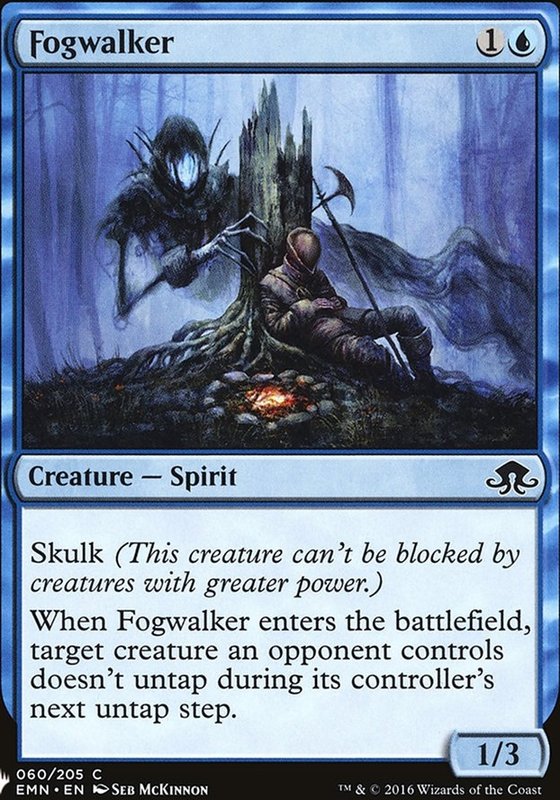 Fogwalker 1
Creature — Spirit
Skulk (This creature can't be blocked by
creatures with greater power.)
When Fogwalker enters the battlefield,
target creature an opponent controls
doesn't untap during its controller's
next untap step.
1/3
060/205 C
EMN • EN Seb McKinnon
™ & © 2016 Wizards of the Coast